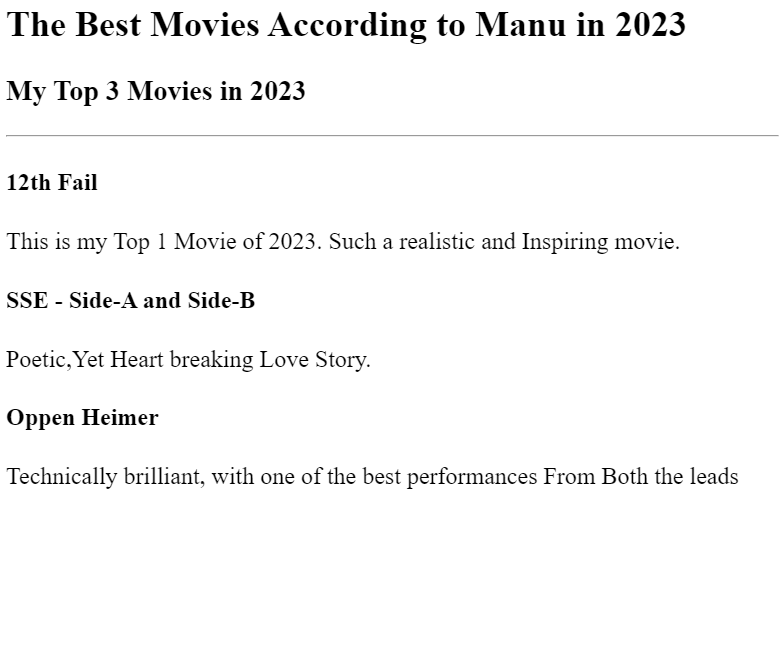 The Best Movies According to Manu in 2023
My Top 3 Movies in 2023
12th Fail
This is my Top 1 Movie of 2023. Such a realistic and Inspiring movie.
SSE - Side-A and Side-B
Poetic,Yet Heart breaking Love Story.
Oppen Heimer
Technically brilliant, with one of the best performances From Both the leads